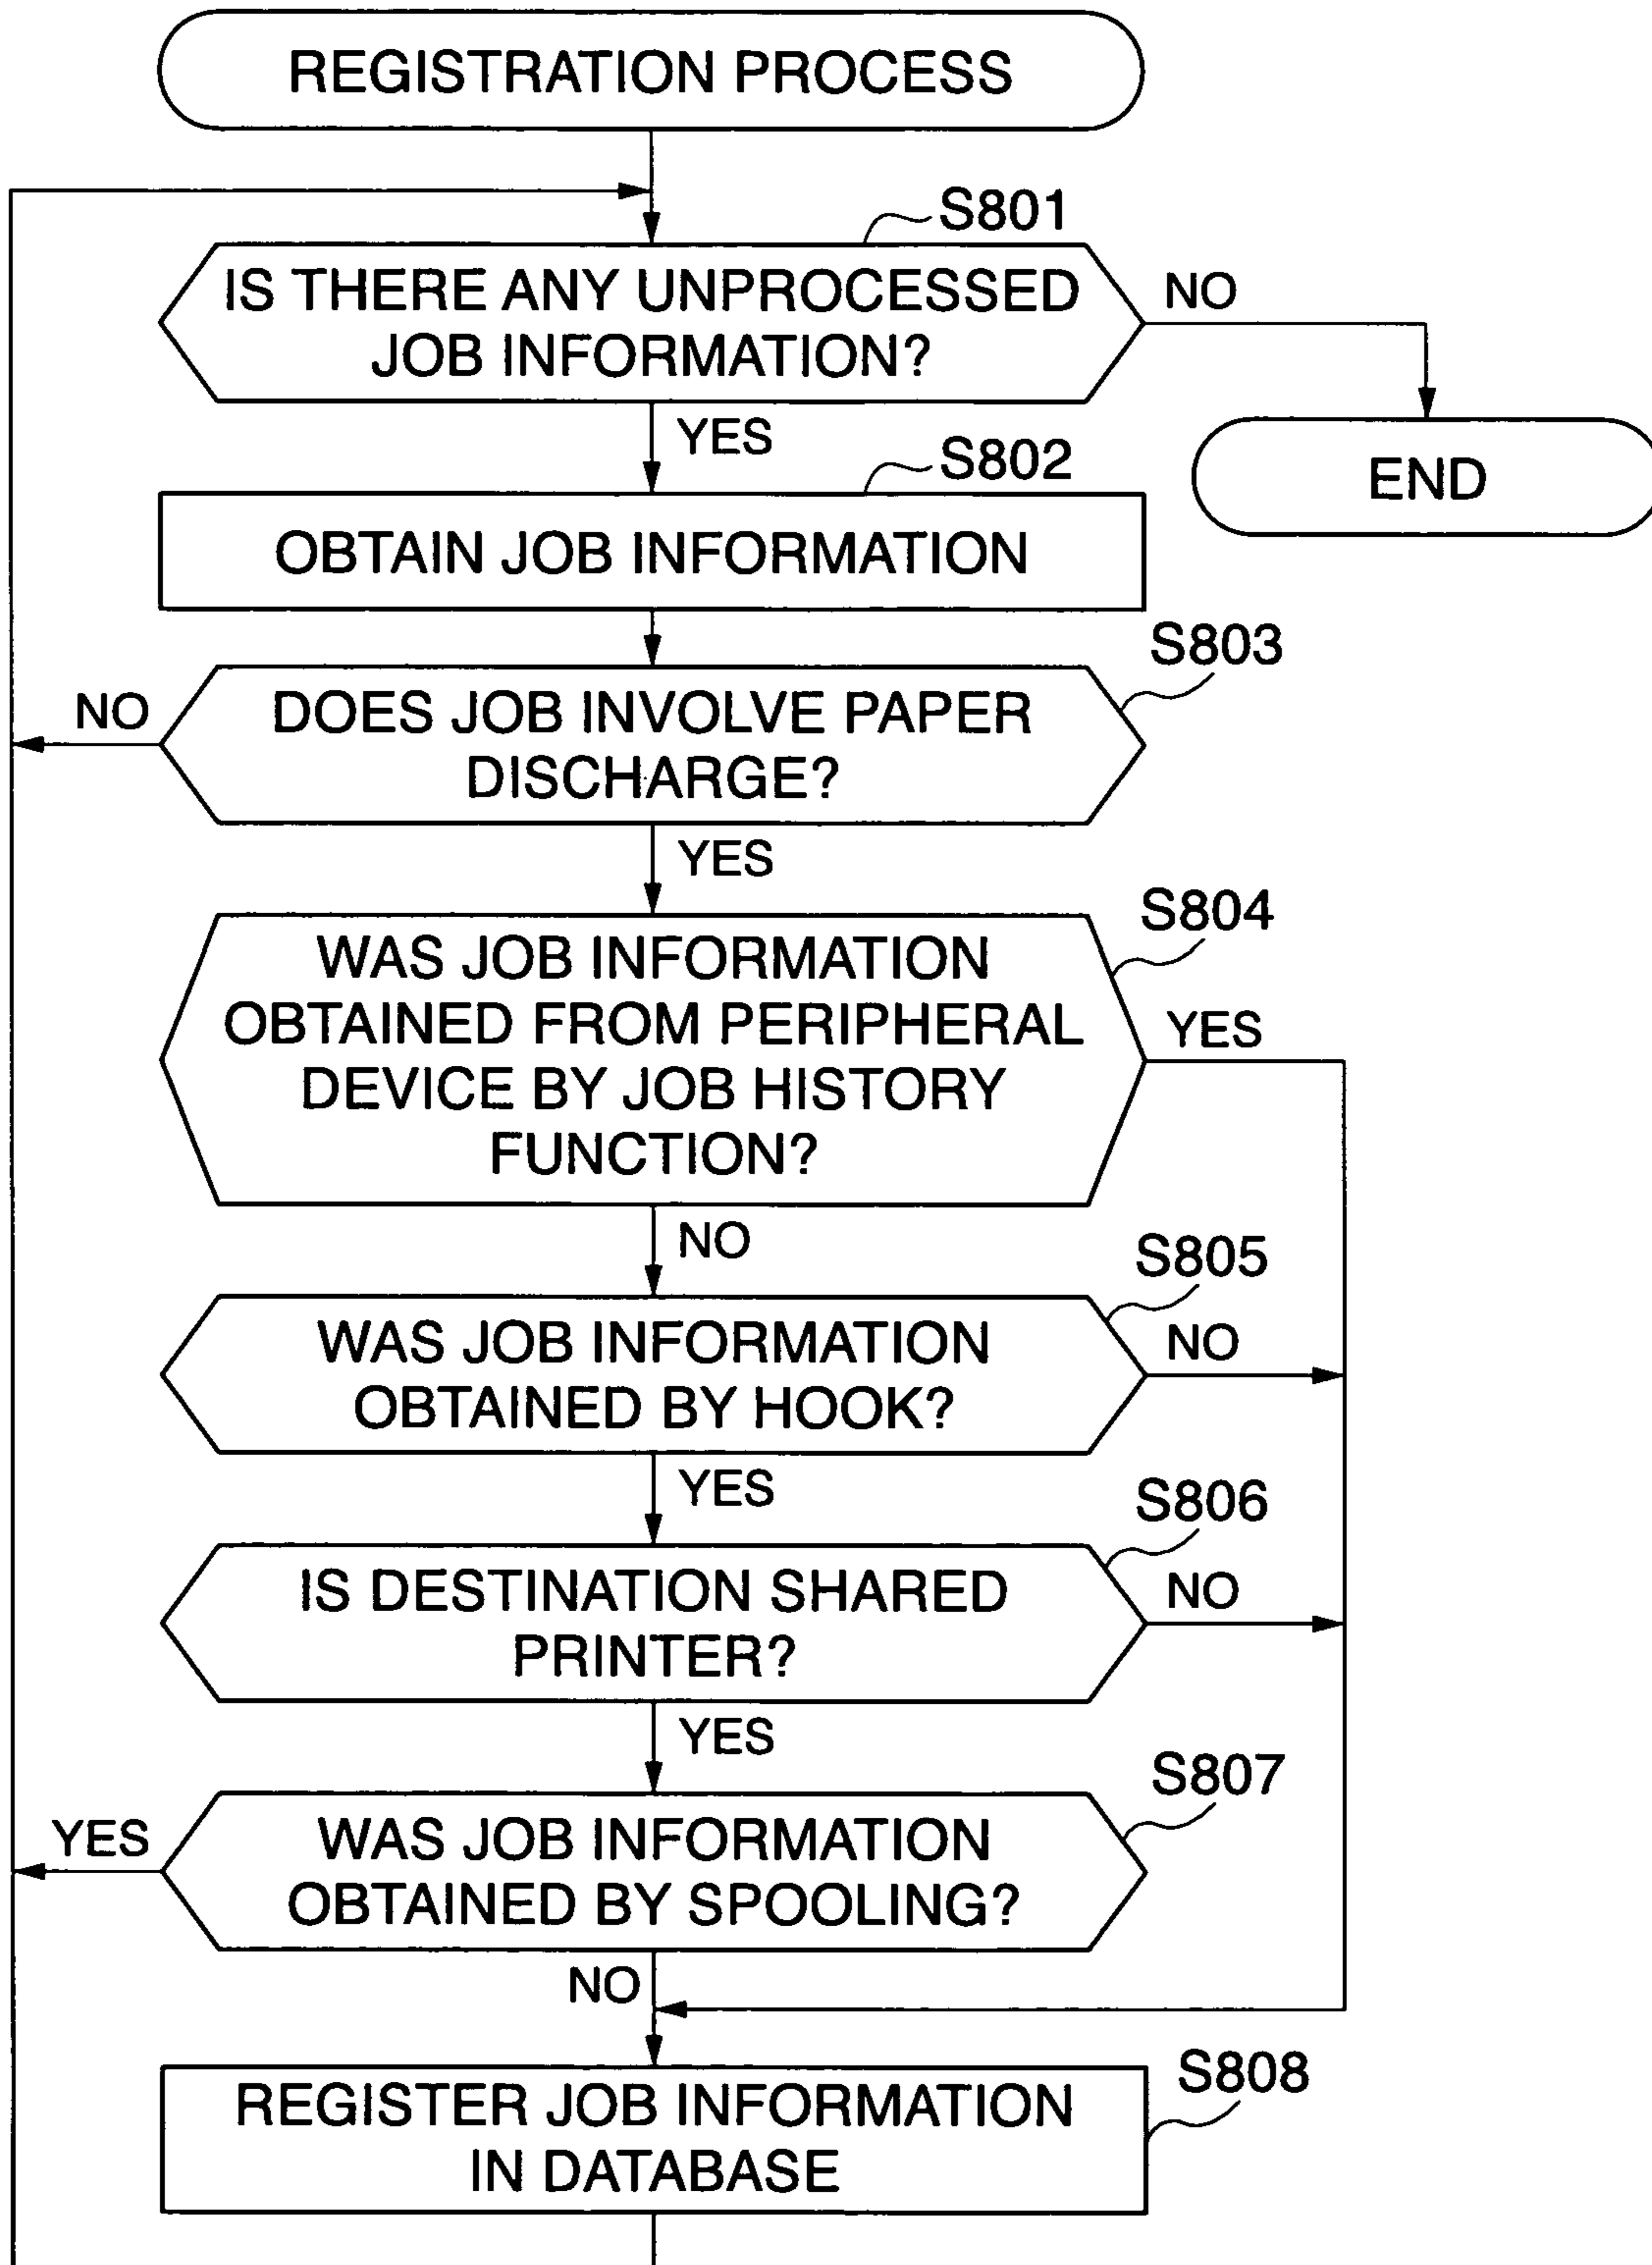 REGISTRATION PROCESS
S801
IS THERE ANY UNPROCESSED
JOB INFORMATION?
NO
YES
END
S802
OBTAIN JOB INFORMATION
S803
NO
DOES JOB INVOLVE PAPER
DISCHARGE?
YES
S804
WAS JOB INFORMATION
OBTAINED FROM PERIPHERAL
DEVICE BY JOB HISTORY
FUNCTION?
YES
NO
S805
WAS JOB INFORMATION
OBTAINED BY HOOK?
NO
YES
S806
IS DESTINATION SHARED
PRINTER?
NO
YES
S807
YES
WAS JOB INFORMATION
OBTAINED BY SPOOLING?
NO
S808
REGISTER JOB INFORMATION
IN DATABASE